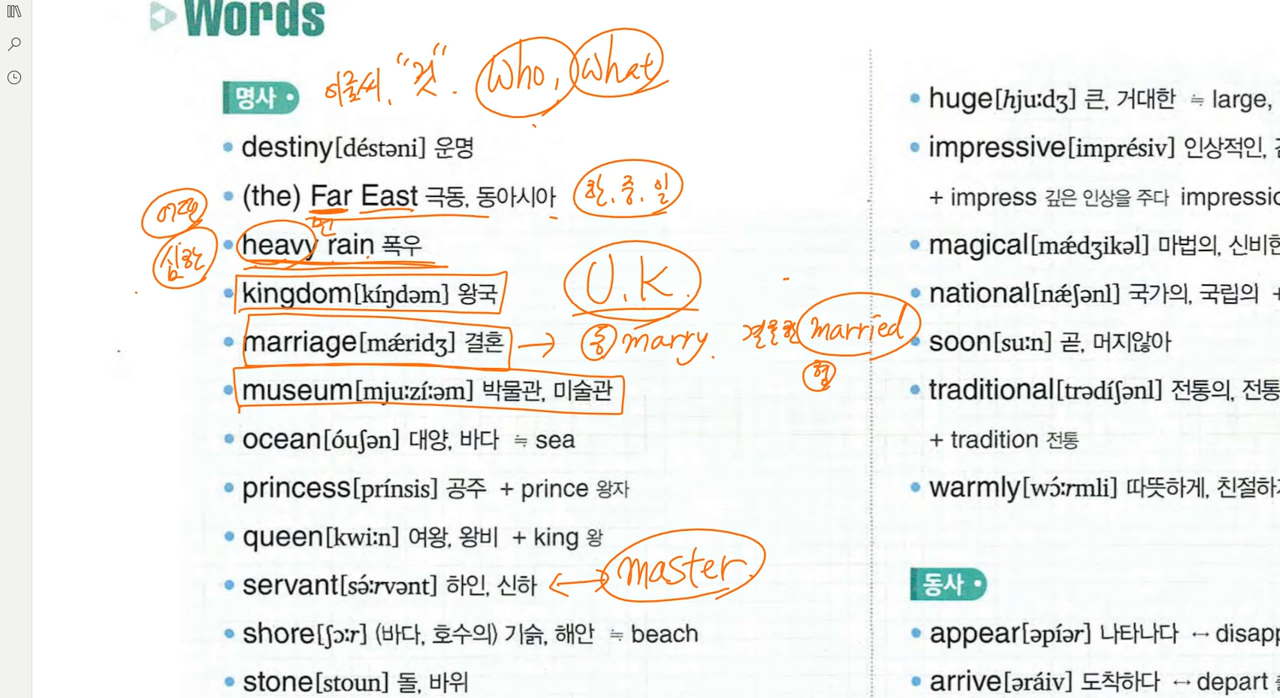 Words
명사 이름씨, "것". who, what
destiny[déstəni] 운명
(the) Far East 극동, 동아시아 한, 중, 일
먼
heavy rain 폭우
심한
kingdom[kíŋdəm] 왕국 U.K.
marriage[mǽridʒ] 결혼 → 동 marry. 결혼한 married
형
museum[mju:zí:əm] 박물관, 미술관
ocean[óuʃən] 대양, 바다 ≒ sea
princess[prínsis] 공주 + prince 왕자
queen[kwi:n] 여왕, 왕비 + king 왕
servant[sə́:rvənt] 하인, 신하 ↔ master.
shore[ʃɔ:r] (바다, 호수의) 기슭, 해안 ≒ beach
stone[stoun] 돌, 바위
huge[hju:dʒ] 큰, 거대한 ≒ large,
impressive[imprésiv] 인상적인,
+ impress 깊은 인상을 주다 impressio
magical[mǽdʒikəl] 마법의, 신비한
national[nǽʃənl] 국가의, 국립의 +
soon[su:n] 곧, 머지않아
traditional[trədíʃənl] 전통의, 전통
+ tradition 전통
warmly[wɔ́:rmli] 따뜻하게, 친절하
동사
appear[əpíər] 나타나다 ↔ disapp
arrive[əráiv] 도착하다 ↔ depart